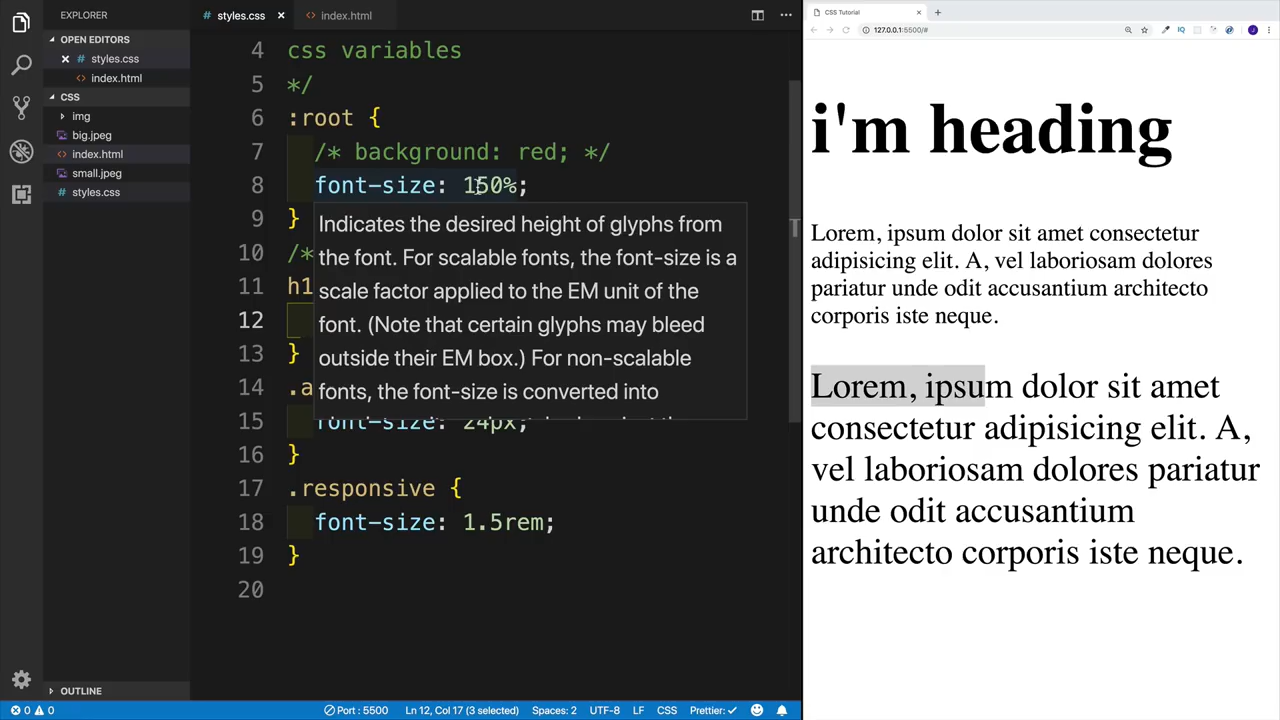 EXPLORER
OPEN EDITORS
styles.css
index.html
CSS
img
big.jpeg
index.html
small.jpeg
styles.css
OUTLINE
styles.css
index.html
4 css variables
5 */
6 :root {
7 /* background: red; */
8 font-size: 150%;
9 }
10 /*
11 h1
12
13 }
14 .a
15 font-size: 24px;
16 }
17 .responsive {
18 font-size: 1.5rem;
19 }
20
Indicates the desired height of glyphs from
the font. For scalable fonts, the font-size is a
scale factor applied to the EM unit of the
font. (Note that certain glyphs may bleed
outside their EM box.) For non-scalable
fonts, the font-size is converted into
0 0 Port : 5500 Ln 12, Col 17 (3 selected) Spaces: 2 UTF-8 LF CSS Prettier: ✓
CSS Tutorial
127.0.0.1:5500/#
i'm heading
Lorem, ipsum dolor sit amet consectetur
adipisicing elit. A, vel laboriosam dolores
pariatur unde odit accusantium architecto
corporis iste neque.
Lorem, ipsum dolor sit amet
consectetur adipisicing elit. A,
vel laboriosam dolores pariatur
unde odit accusantium
architecto corporis iste neque.